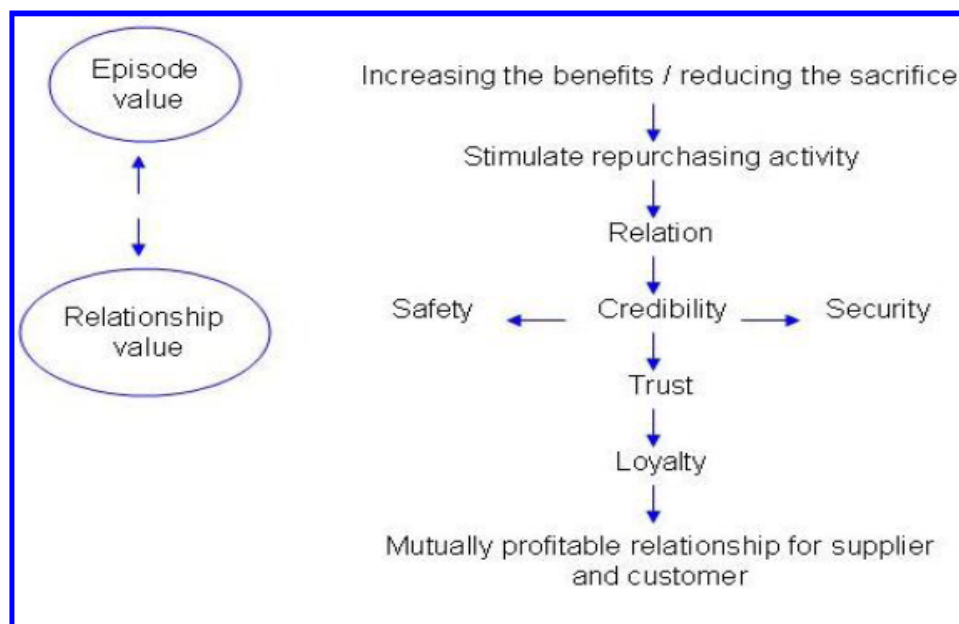 Episode
value
Relationship
value
Increasing the benefits / reducing the sacrifice
Stimulate repurchasing activity
Relation
Safety
Credibility
Security
Trust
Loyalty
Mutually profitable relationship for supplier
and customer